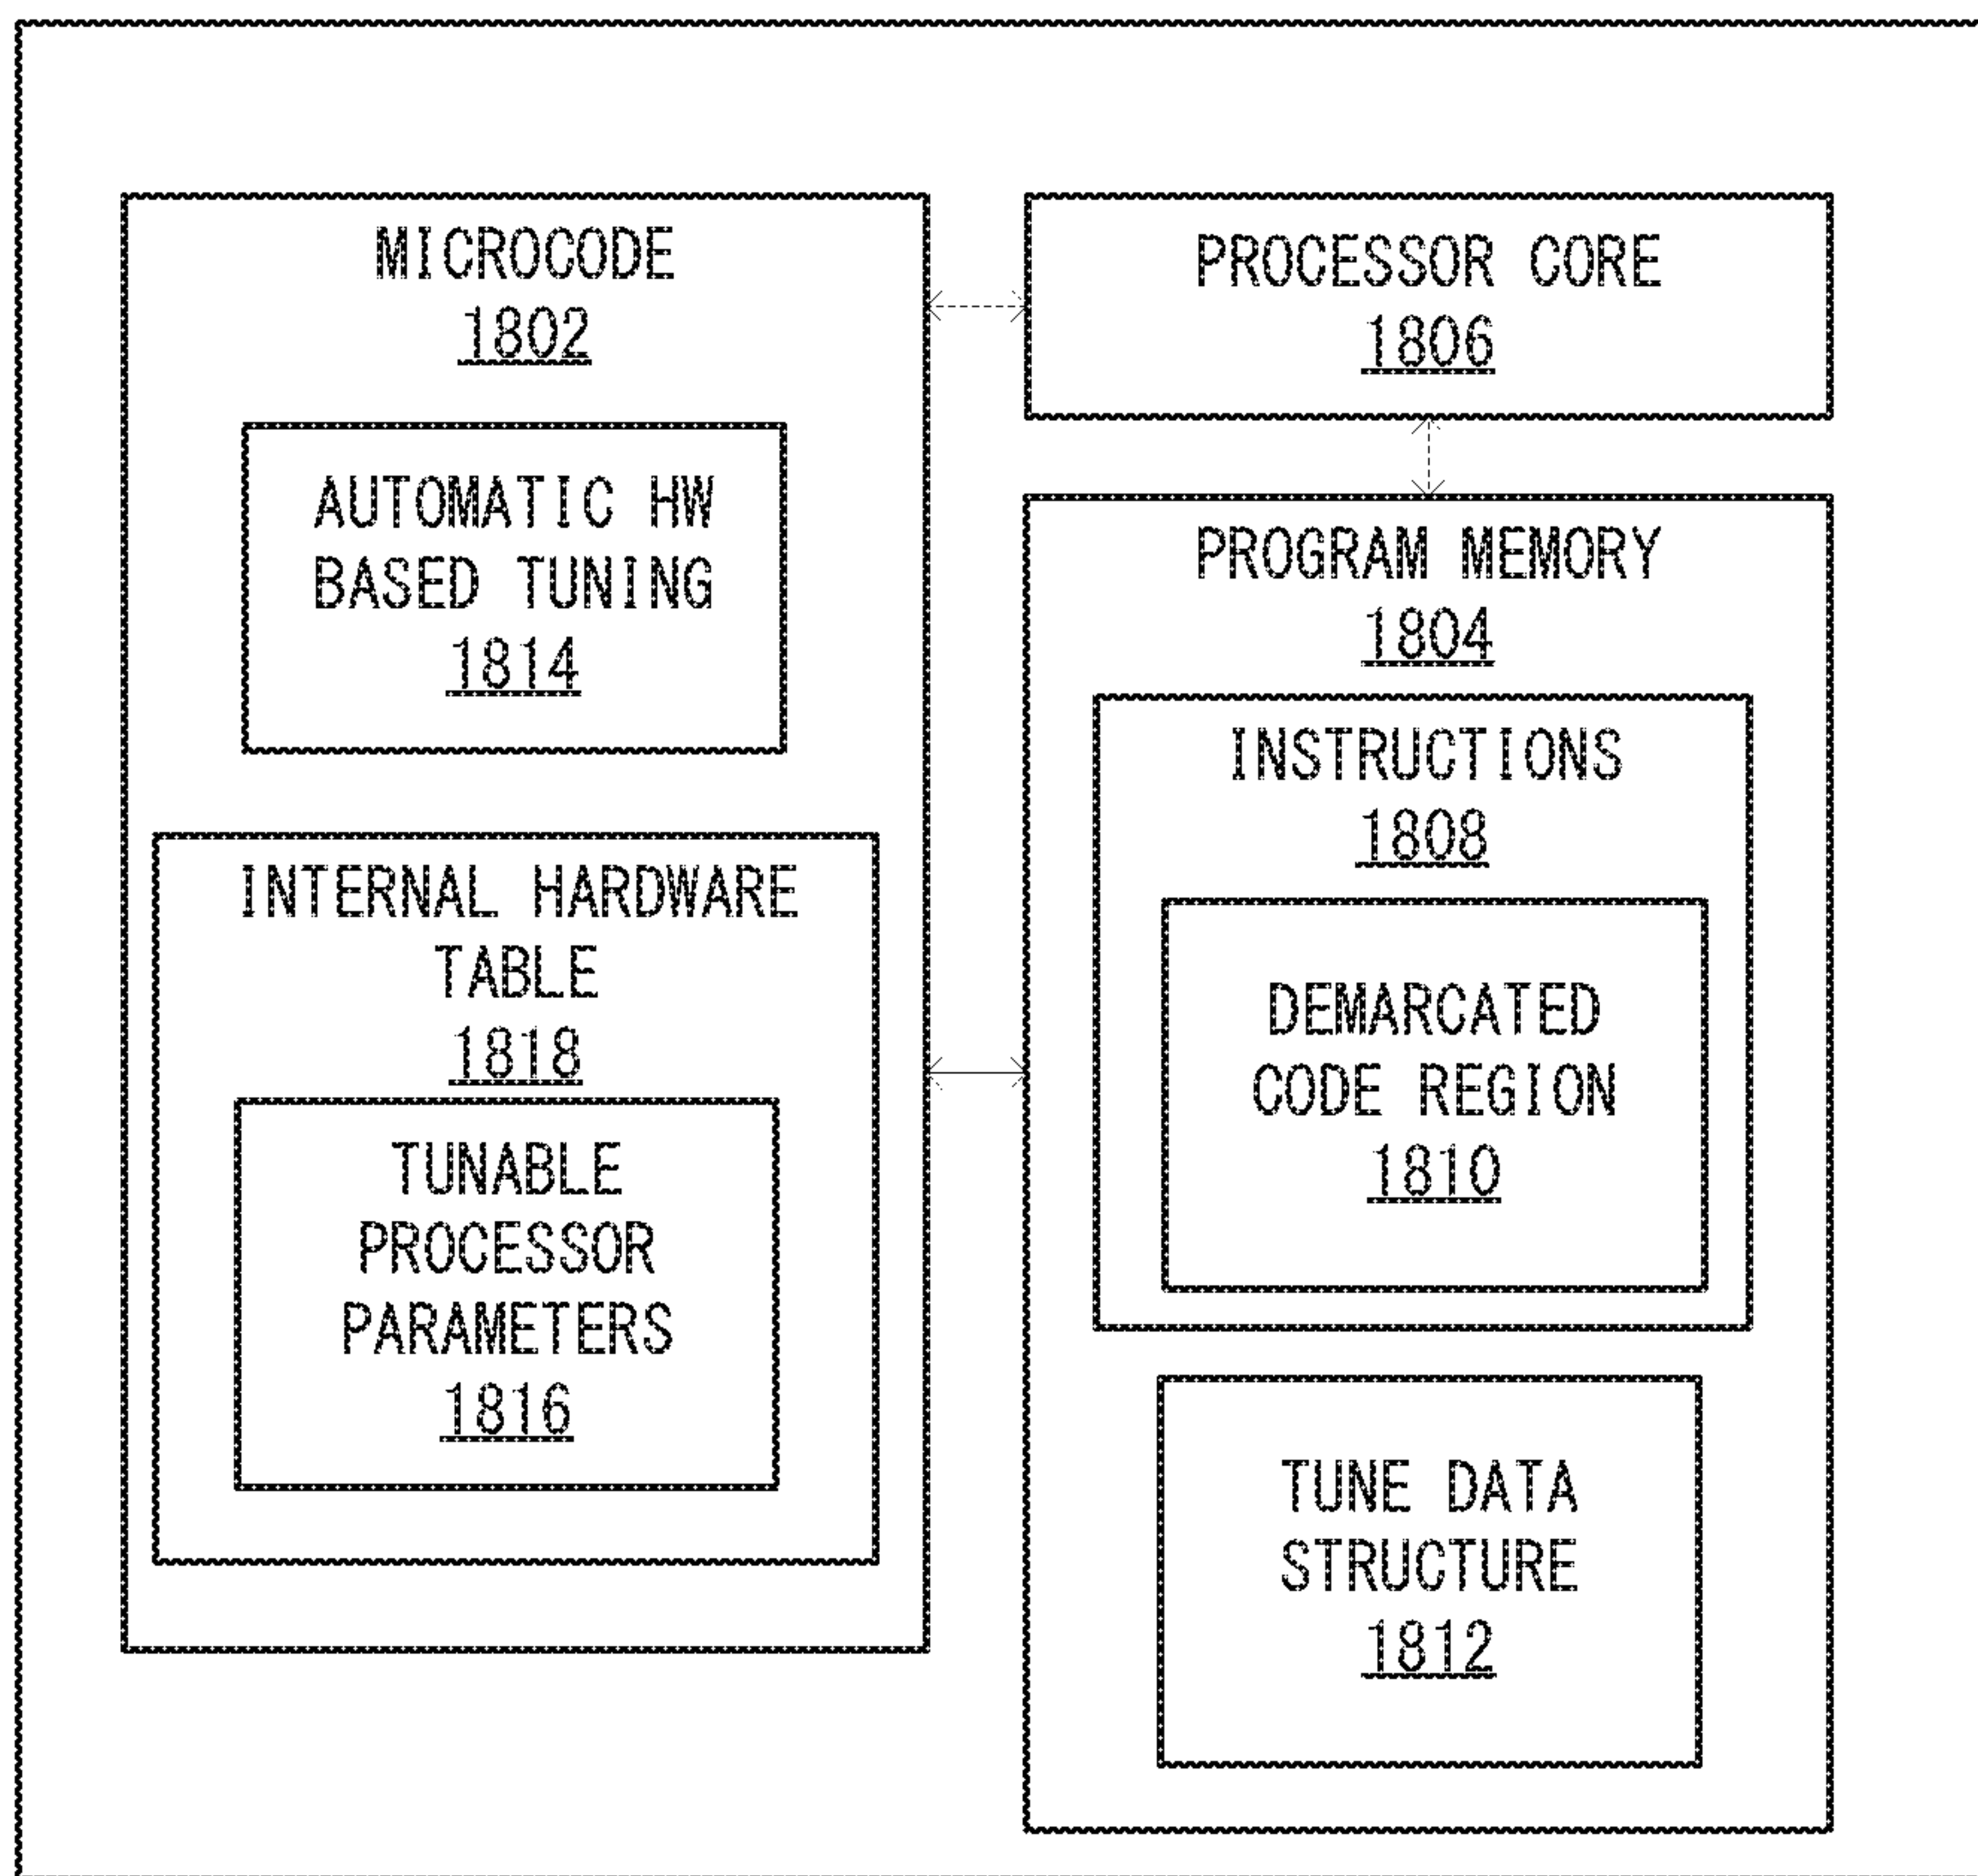 MICROCODE
1802
AUTOMATIC HW
BASED TUNING
1814
INTERNAL HARDWARE
TABLE
1818
TUNABLE
PROCESSOR
PARAMETERS
1816
PROCESSOR CORE
1806
PROGRAM MEMORY
1804
INSTRUCTIONS
1808
DEMARCATED
CODE REGION
1810
TUNE DATA
STRUCTURE
1812